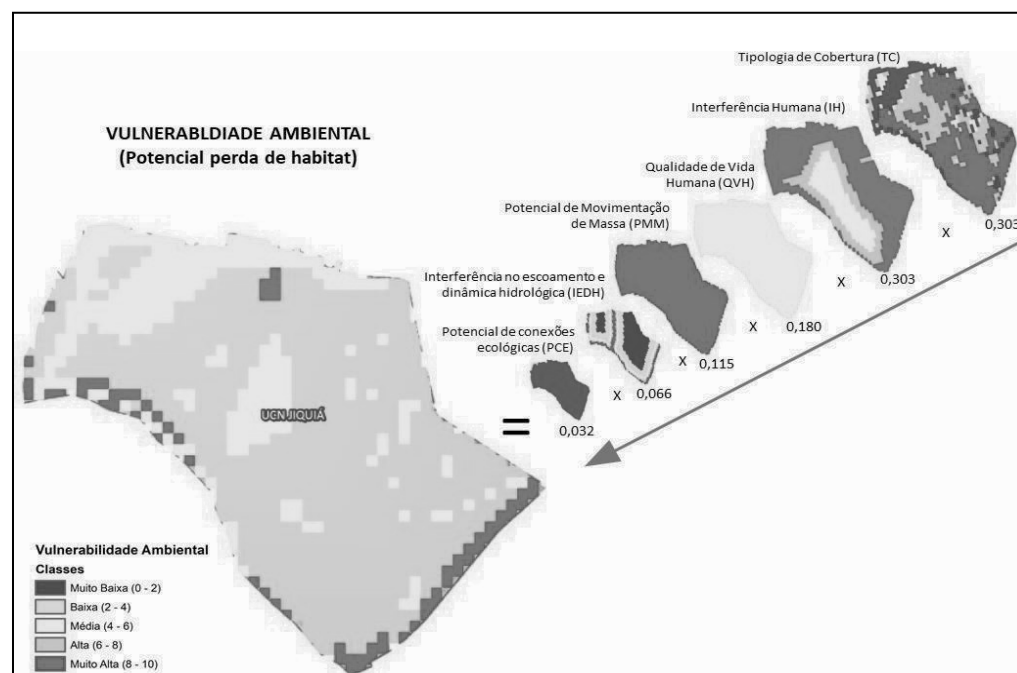 VULNERABLDIADE AMBIENTAL
(Potencial perda de habitat)
Tipologia de Cobertura (TC)
Interferência Humana (IH)
Qualidade de Vida
Humana (QVH)
Potencial de Movimentação
de Massa (PMM)
Interferência no escoamento e
dinâmica hidrológica (IEDH)
Potencial de conexões
ecológicas (PCE)
X
0,303
X
0,303
X
0,180
X
0,115
X
0,066
=
0,032
UCN JIQUIÁ
Vulnerabilidade Ambiental
Classes
Muito Baixa (0 - 2)
Baixa (2 - 4)
Média (4 - 6)
Alta (6 - 8)
Muito Alta (8 - 10)